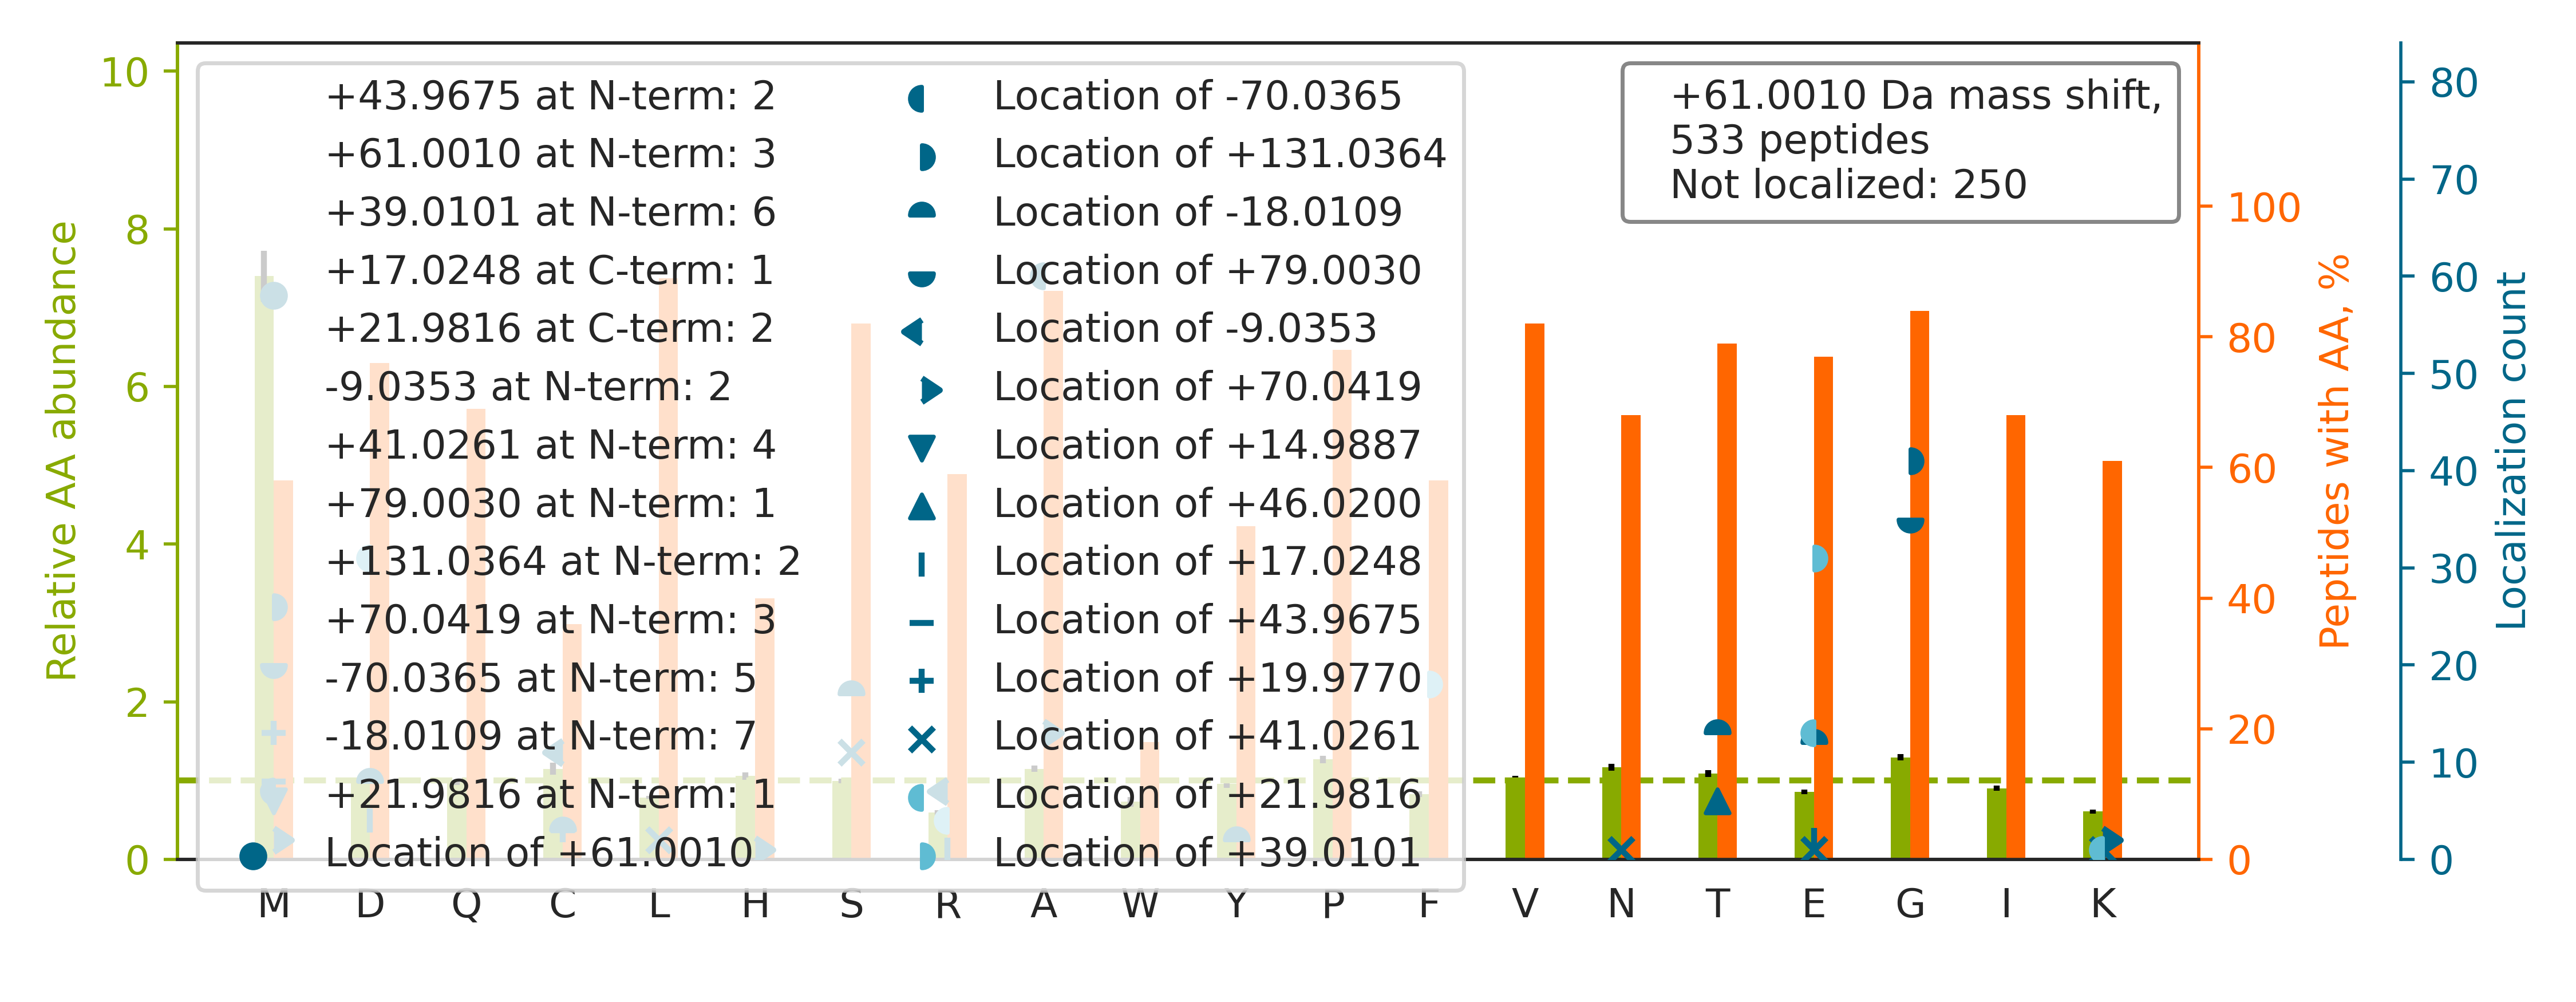 +43.9675 at N-term: 2
+61.0010 at N-term: 3
+39.0101 at N-term: 6
+17.0248 at C-term: 1
+21.9816 at C-term: 2
-9.0353 at N-term: 2
+41.0261 at N-term: 4
+79.0030 at N-term: 1
+131.0364 at N-term: 2
+70.0419 at N-term: 3
-70.0365 at N-term: 5
-18.0109 at N-term: 7
+21.9816 at N-term: 1
Location of +61.0010
Location of -70.0365
Location of +131.0364
Location of -18.0109
Location of +79.0030
Location of -9.0353
Location of +70.0419
Location of +14.9887
Location of +46.0200
Location of +17.0248
Location of +43.9675
Location of +19.9770
Location of +41.0261
Location of +21.9816
Location of +39.0101
+61.0010 Da mass shift,
533 peptides
Not localized: 250
Relative AA abundance
10
8
6
4
2
0
M D Q C L H S R A W Y P F V N T E G I K
100
80
60
40
20
0
Peptides with AA, %
80
70
60
50
40
30
20
10
0
Localization count